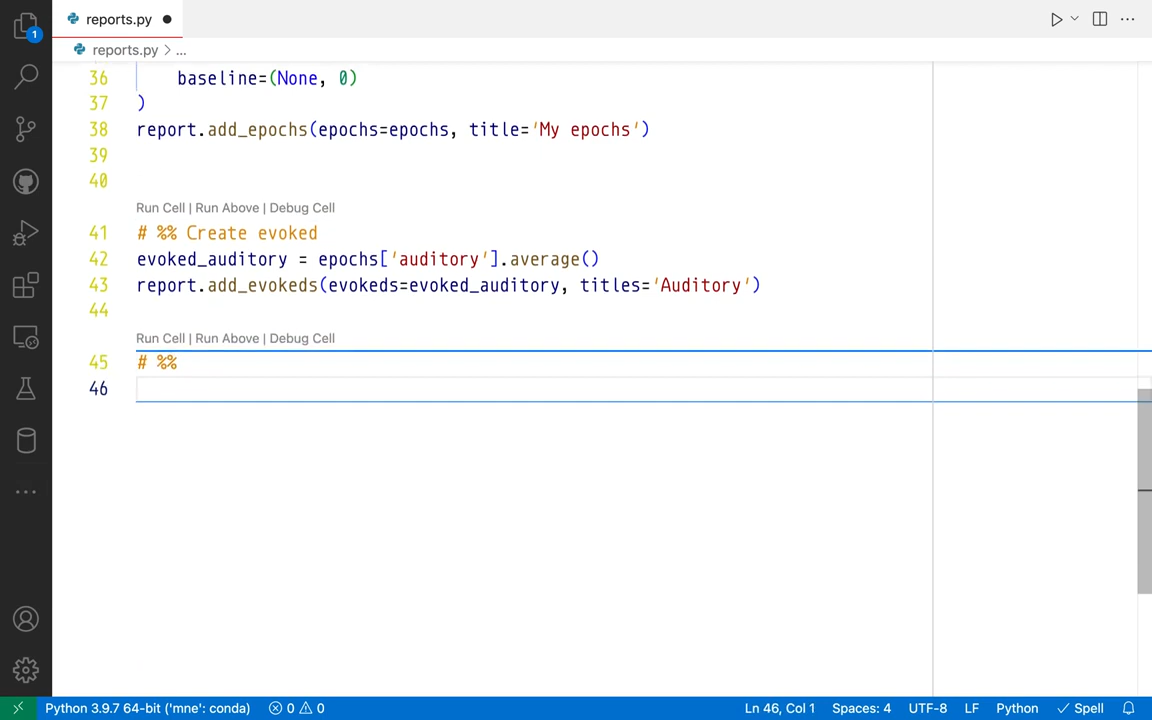 reports.py
reports.py > ...
1
36 baseline=(None, 0)
37 )
38 report.add_epochs(epochs=epochs, title='My epochs')
39
40
Run Cell | Run Above | Debug Cell
41 # %% Create evoked
42 evoked_auditory = epochs['auditory'].average()
43 report.add_evokeds(evokeds=evoked_auditory, titles='Auditory')
44
Run Cell | Run Above | Debug Cell
45 # %%
46
Python 3.9.7 64-bit ('mne': conda) 0 0 Ln 46, Col 1 Spaces: 4 UTF-8 LF Python Spell